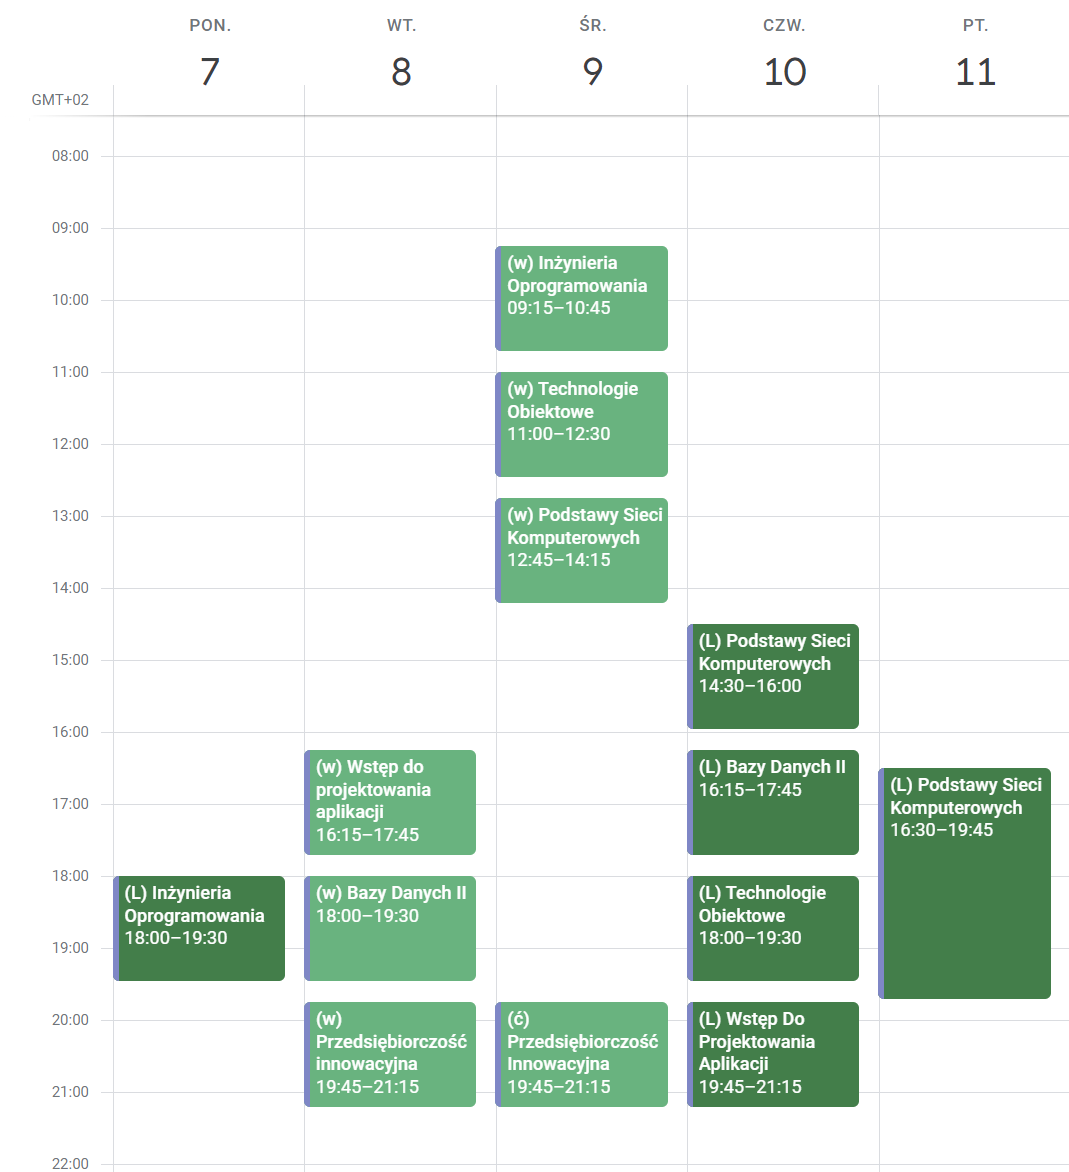 PON.
7
WT.
8
ŚR.
9
CZW.
10
PT.
11
GMT+02
08:00
09:00
10:00
11:00
12:00
13:00
14:00
15:00
16:00
17:00
18:00
19:00
20:00
21:00
22:00
(L) Inżynieria
Oprogramowania
18:00–19:30
(w) Wstęp do
projektowania
aplikacji
16:15–17:45
(w) Bazy Danych II
18:00–19:30
(w)
Przedsiębiorczość
innowacyjna
19:45–21:15
(w) Inżynieria
Oprogramowania
09:15–10:45
(w) Technologie
Obiektowe
11:00–12:30
(w) Podstawy Sieci
Komputerowych
12:45–14:15
(ć)
Przedsiębiorczość
Innowacyjna
19:45–21:15
(L) Podstawy Sieci
Komputerowych
14:30–16:00
(L) Bazy Danych II
16:15–17:45
(L) Technologie
Obiektowe
18:00–19:30
(L) Wstęp Do
Projektowania
Aplikacji
19:45–21:15
(L) Podstawy Sieci
Komputerowych
16:30–19:45